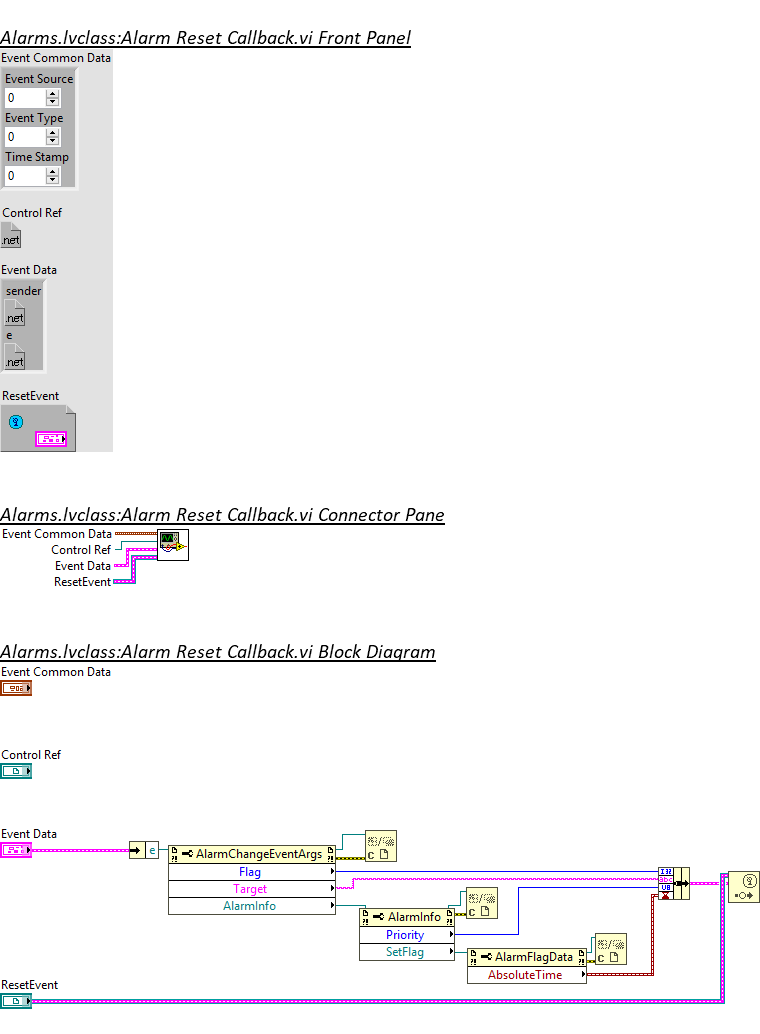 Alarms.lvclass:Alarm Reset Callback.vi Front Panel
Event Common Data
Event Source
0
Event Type
0
Time Stamp
0
Control Ref
.net
Event Data
sender
.net
e
.net
ResetEvent
Alarms.lvclass:Alarm Reset Callback.vi Connector Pane
Event Common Data
Control Ref
Event Data
ResetEvent
Alarms.lvclass:Alarm Reset Callback.vi Block Diagram
Event Common Data
Control Ref
Event Data
e
AlarmChangeEventArgs
Flag
Target
AlarmInfo
C
I32
abc
U8
AlarmInfo
Priority
SetFlag
C
AlarmFlagData
AbsoluteTime
C
ResetEvent